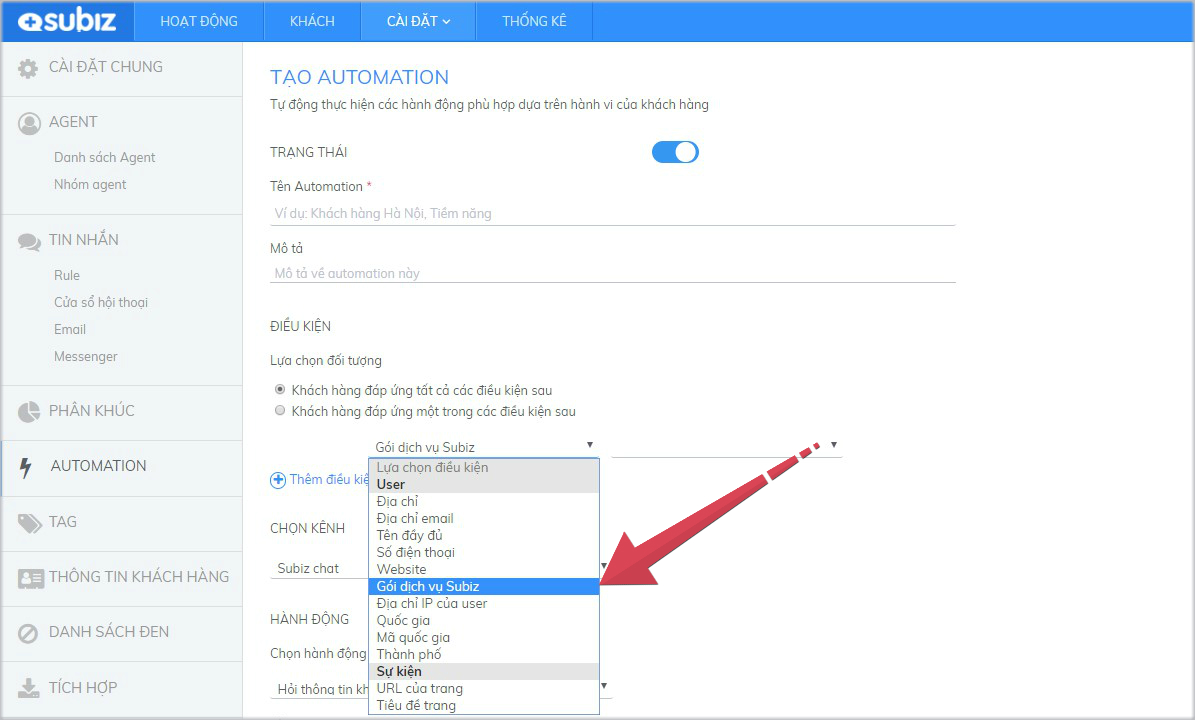 subiz
HOẠT ĐỘNG
KHÁCH
CÀI ĐẶT
THỐNG KÊ
CÀI ĐẶT CHUNG
AGENT
Danh sách Agent
Nhóm agent
TIN NHẮN
Rule
Cửa sổ hội thoại
Email
Messenger
PHÂN KHÚC
AUTOMATION
TAG
THÔNG TIN KHÁCH HÀNG
DANH SÁCH ĐEN
TÍCH HỢP
TẠO AUTOMATION
Tự động thực hiện các hành động phù hợp dựa trên hành vi của khách hàng
TRẠNG THÁI
Tên Automation *
Ví dụ: Khách hàng Hà Nội, Tiềm năng
Mô tả
Mô tả về automation này
ĐIỀU KIỆN
Lựa chọn đối tượng
Khách hàng đáp ứng tất cả các điều kiện sau
Khách hàng đáp ứng một trong các điều kiện sau
Gói dịch vụ Subiz
Lựa chọn điều kiện
User
Địa chỉ
Địa chỉ email
Tên đầy đủ
Số điện thoại
Website
Gói dịch vụ Subiz
Địa chỉ IP của user
Quốc gia
Mã quốc gia
Thành phố
Sự kiện
URL của trang
Tiêu đề trang
Thêm điều kiệ
CHỌN KÊNH
Subiz chat
HÀNH ĐỘNG
Chọn hành động
Hỏi thông tin kh